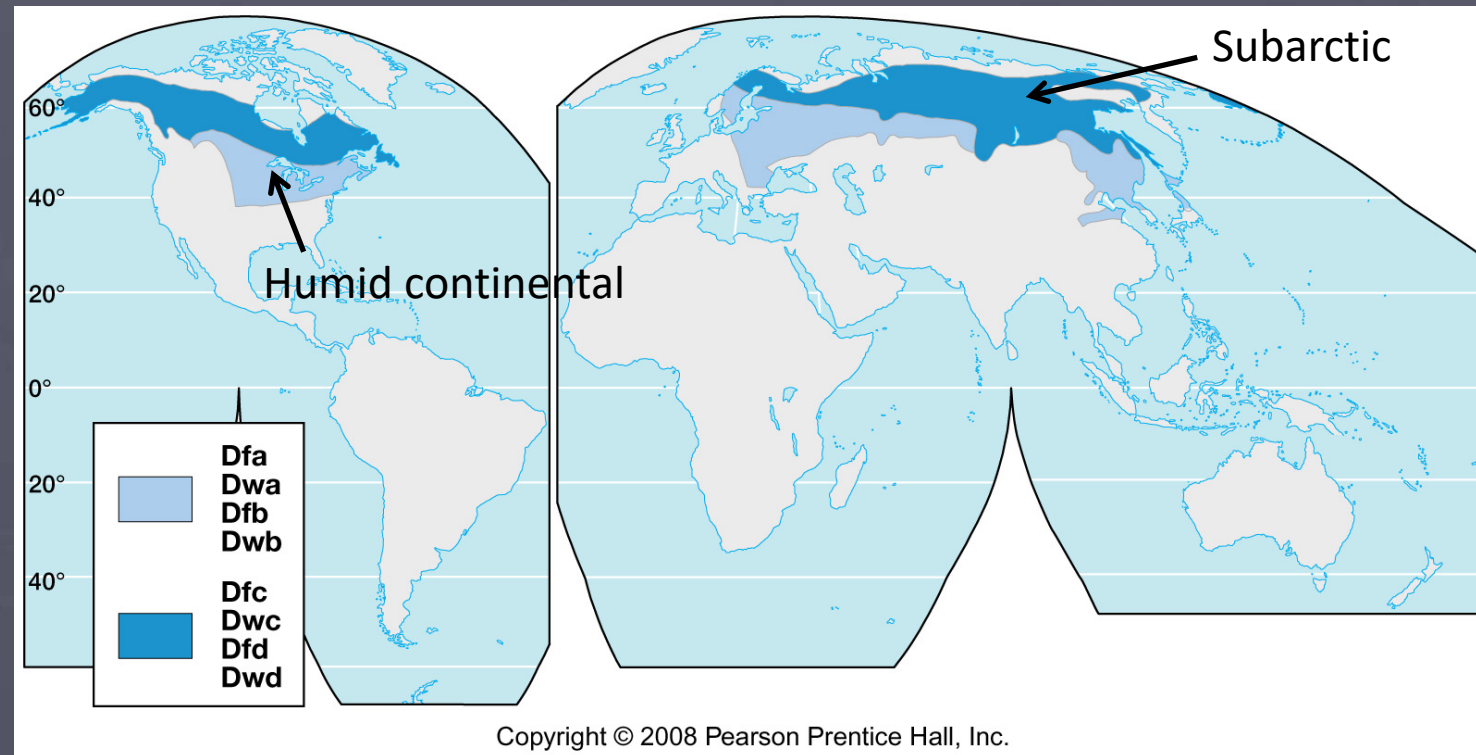 Subarctic
60°
40°
Humid continental
20°
0°
20°
40°
Dfa
Dwa
Dfb
Dwb
Dfc
Dwc
Dfd
Dwd
Copyright © 2008 Pearson Prentice Hall, Inc.